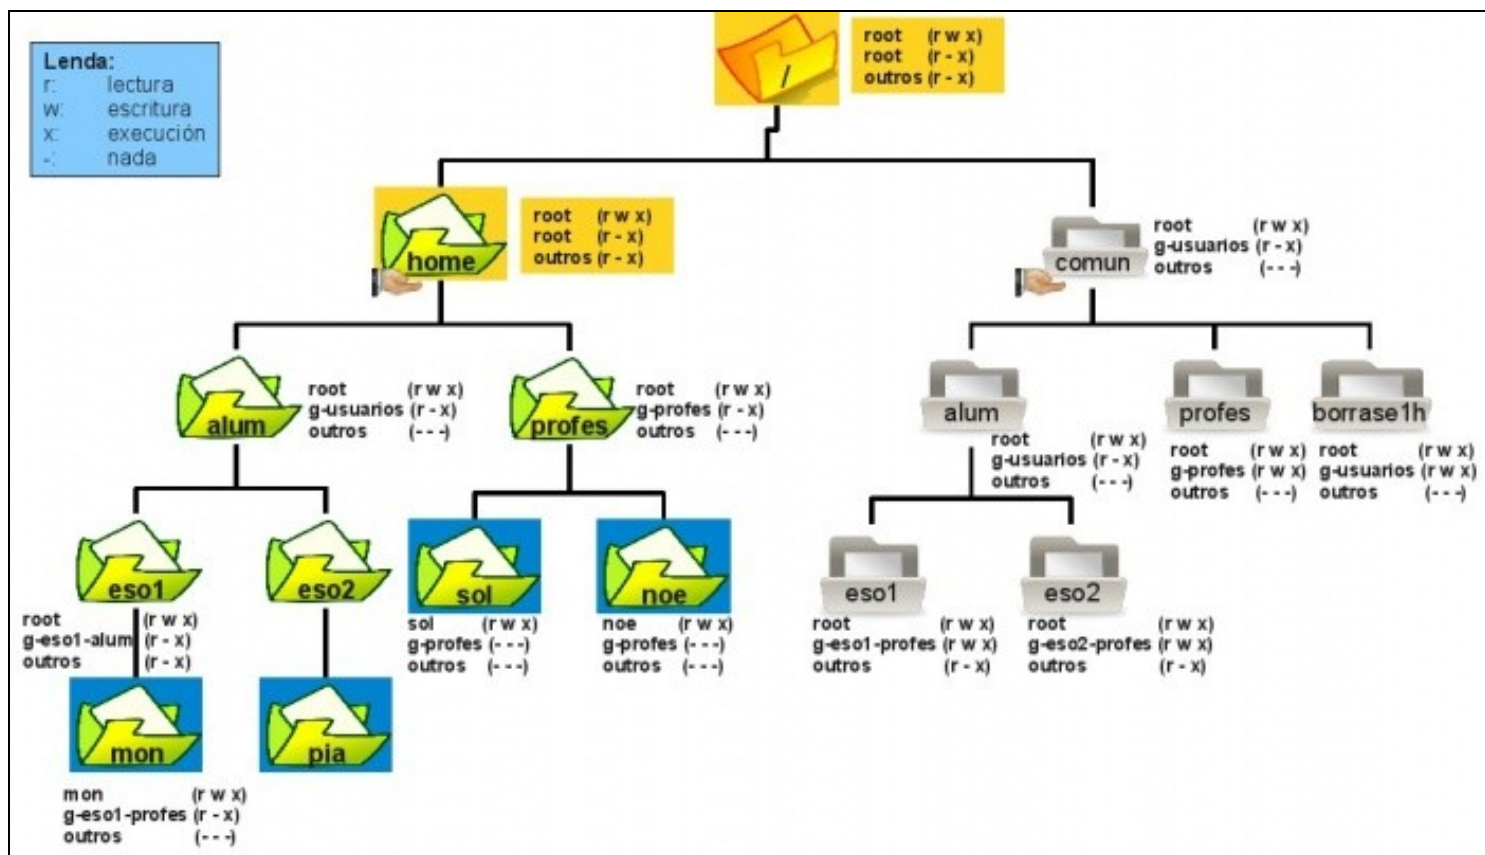 Lenda:
r: lectura
w: escritura
x: execución
-: nada
/
root (r w x)
root (r - x)
outros (r - x)
home
root (r w x)
root (r - x)
outros (r - x)
comun
root (r w x)
g-usuarios (r - x)
outros (- - -)
alum
root (r w x)
g-usuarios (r - x)
outros (- - -)
profes
root (r w x)
g-profes (r - x)
outros (- - -)
alum
root (r w x)
g-usuarios (r - x)
outros (- - -)
profes
root (r w x)
g-profes (r w x)
outros (- - -)
borrase1h
root (r w x)
g-usuarios (r w x)
outros (- - -)
eso1
root (r w x)
g-eso1-alum (r - x)
outros (r - x)
eso2
sol
sol (r w x)
g-profes (- - -)
outros (- - -)
noe
noe (r w x)
g-profes (- - -)
outros (- - -)
eso1
root (r w x)
g-eso1-profes (r w x)
outros (r - x)
eso2
root (r w x)
g-eso2-profes (r w x)
outros (r - x)
mon
mon (r w x)
g-eso1-profes (r - x)
outros (- - -)
pia